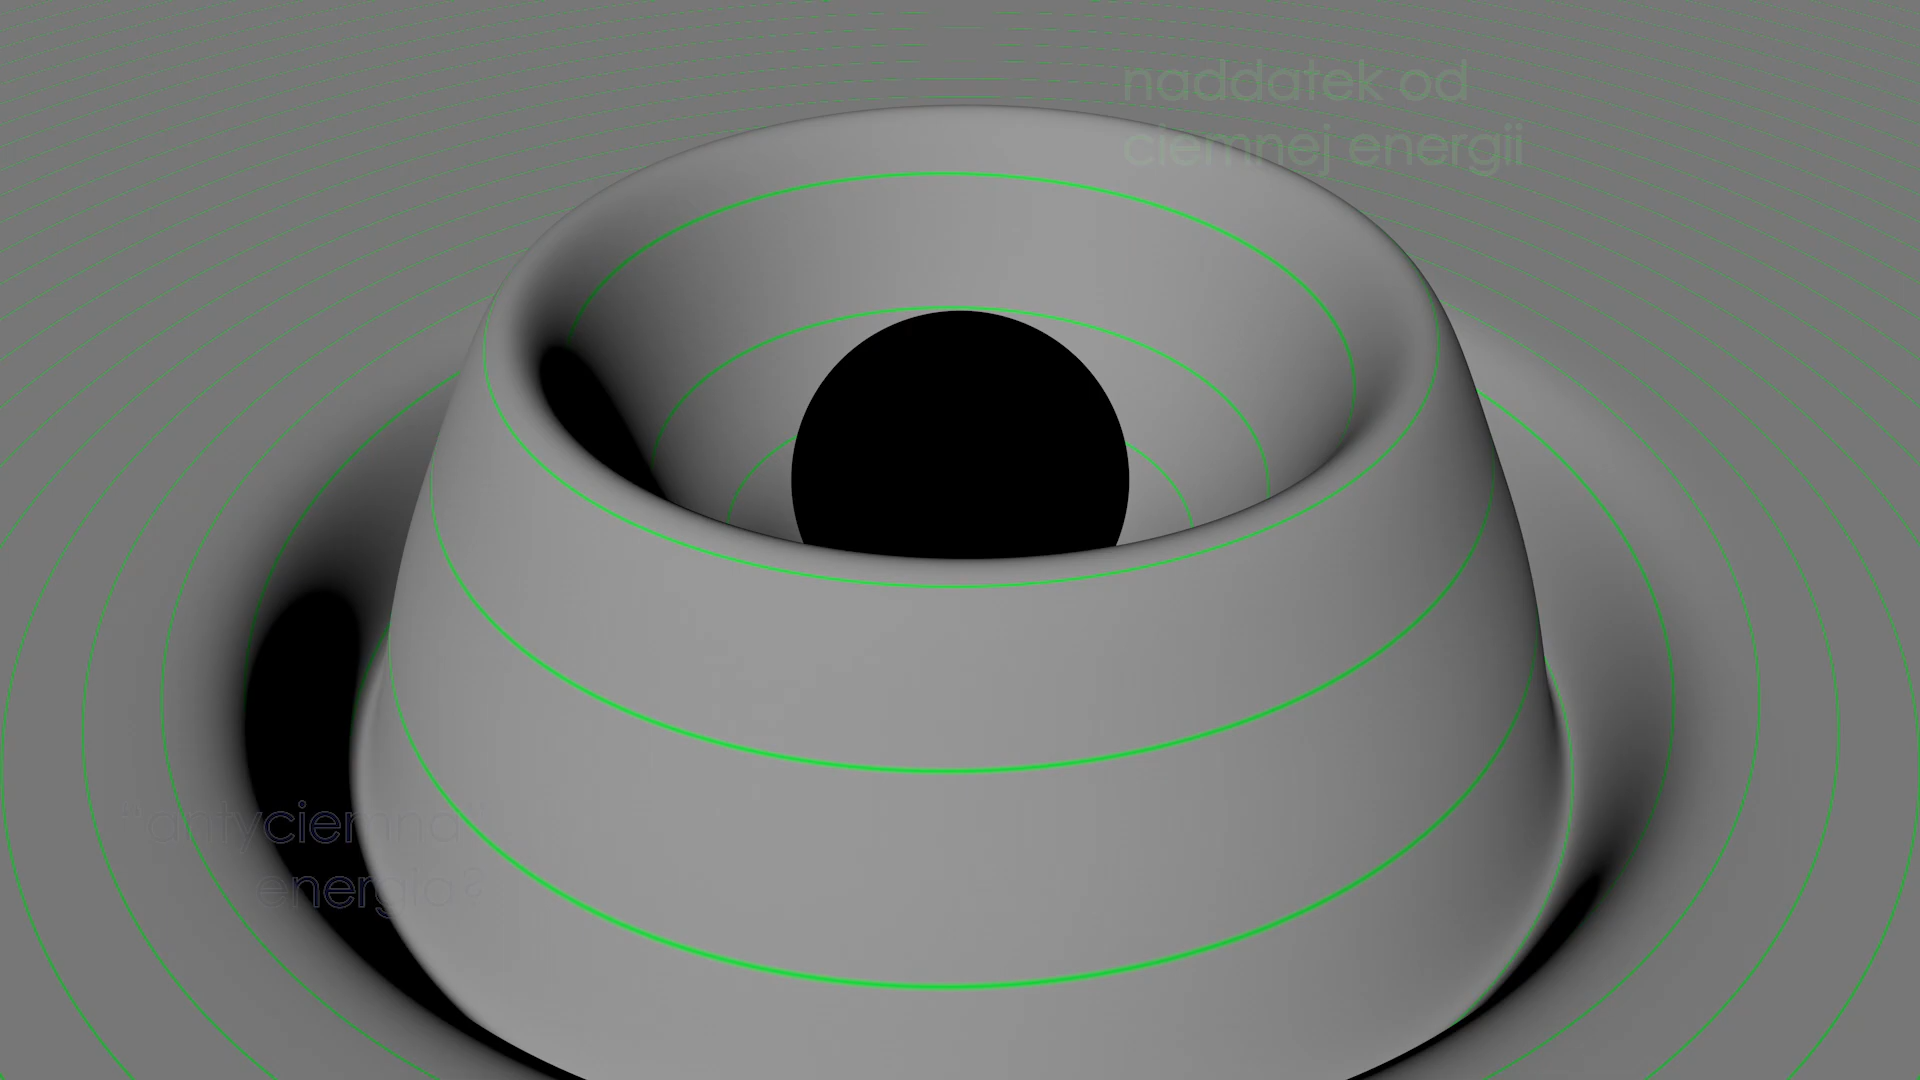 naddatek od
ciemnej energii
"antyciemna"
energia?